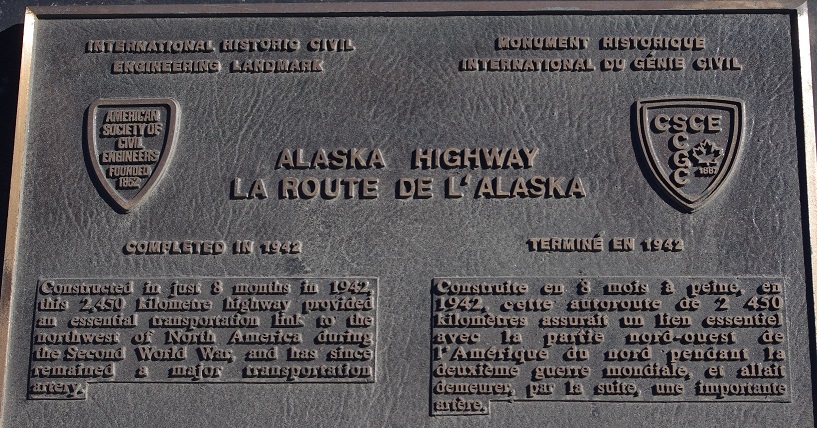 INTERNATIONAL HISTORIC CIVIL
ENGINEERING LANDMARK
MONUMENT HISTORIQUE
INTERNATIONAL DU GÉNIE CIVIL
AMERICAN
SOCIETY OF
CIVIL
ENGINEERS
FOUNDED
1852
CSCE
C
G
C
1887
ALASKA HIGHWAY
LA ROUTE DE L'ALASKA
COMPLETED IN 1942
Constructed in just 8 months in 1942,
this 2,450 kilometre highway provided
an essential transportation link to the
northwest of North America during
the Second World War, and has since
remained a major transportation
artery.
TERMINÉ EN 1942
Construite en 8 mois à peine, en
1942, cette autoroute de 2 450
kilomètres assurait un lien essentiel
avec la partie nord-ouest de
l'Amérique du nord pendant la
deuxième guerre mondiale, et allait
demeurer, par la suite, une importante
artère.